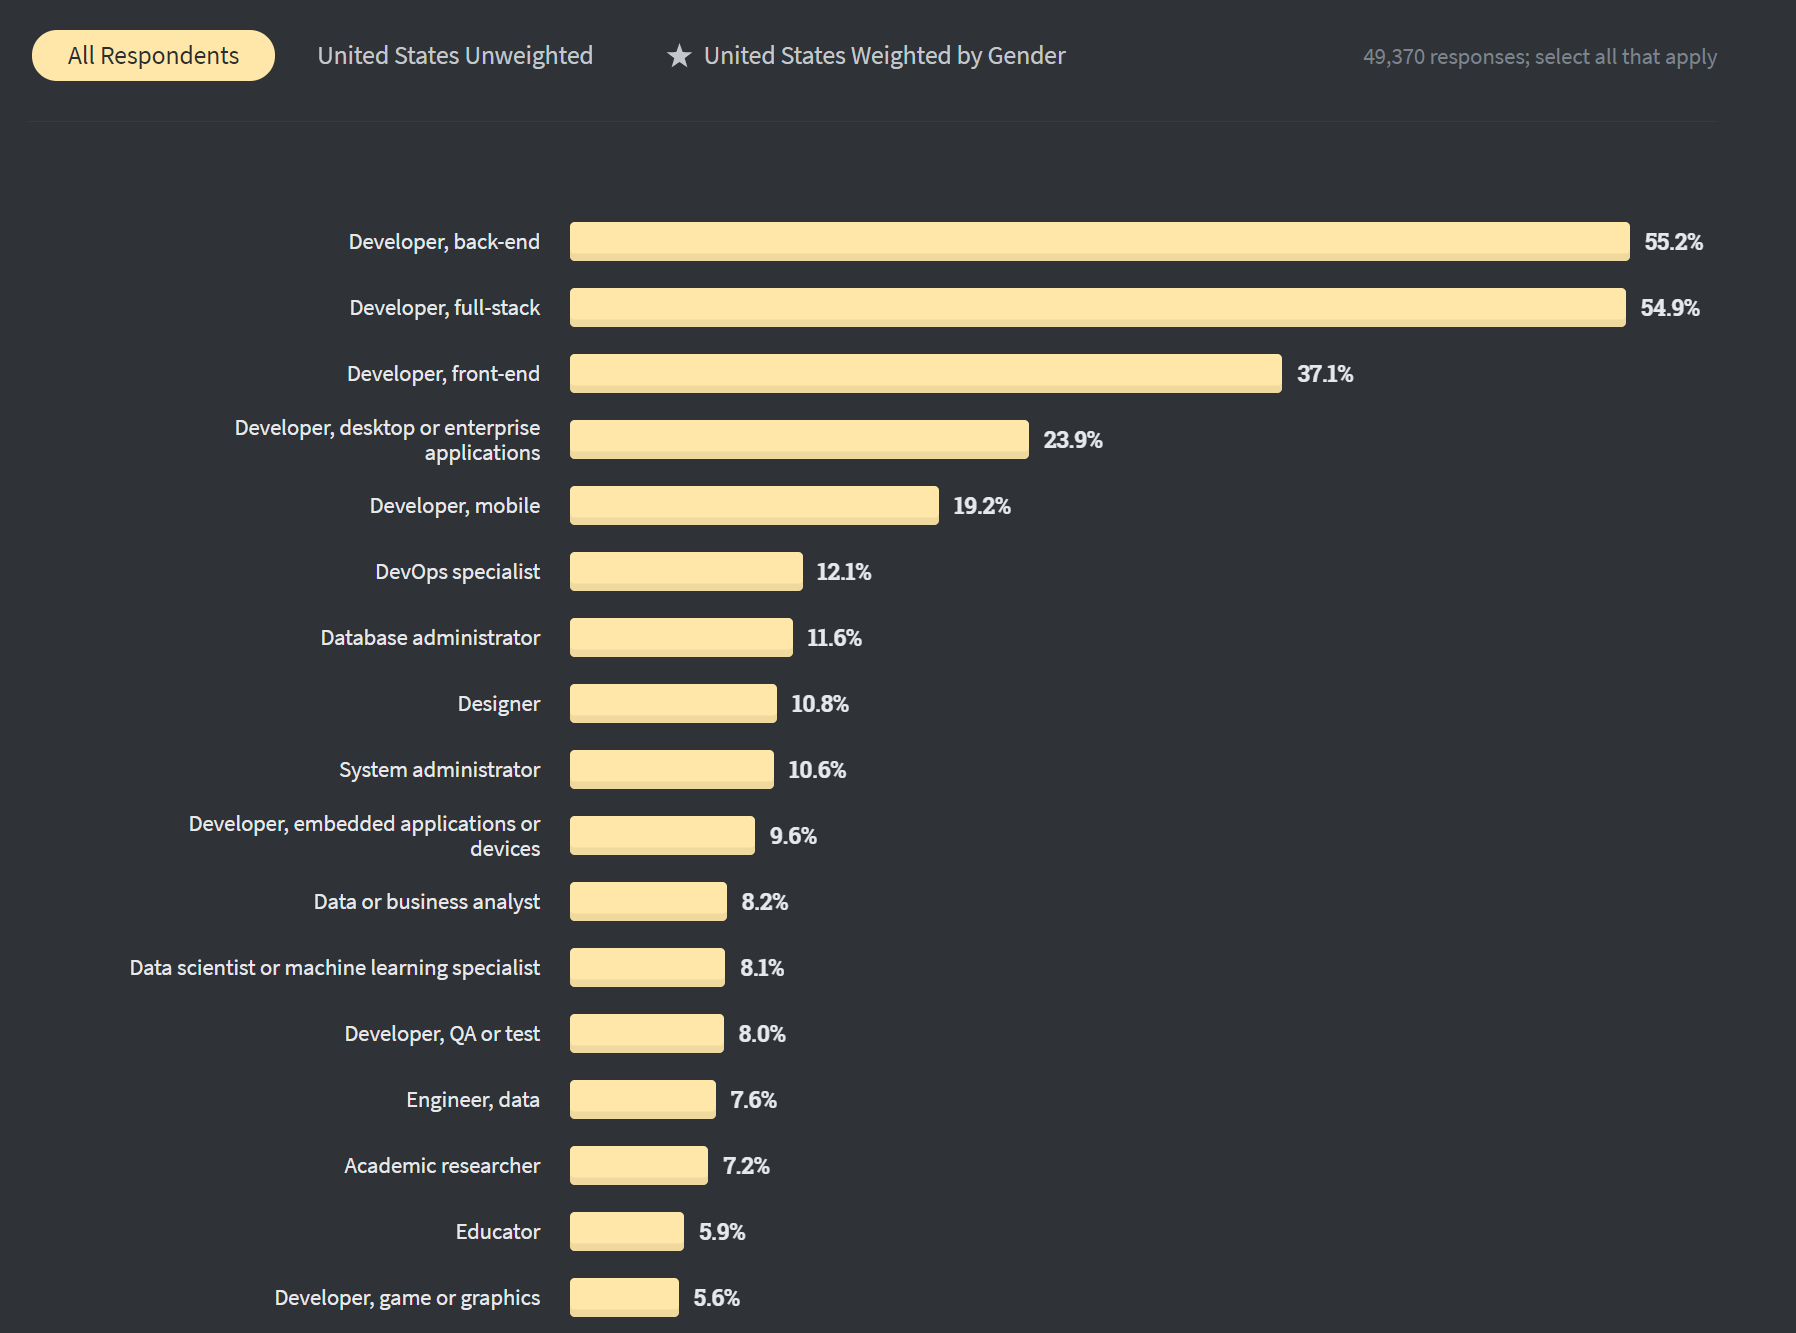 All Respondents United States Unweighted ★ United States Weighted by Gender 49,370 responses; select all that apply
Developer, back-end 55.2%
Developer, full-stack 54.9%
Developer, front-end 37.1%
Developer, desktop or enterprise
applications 23.9%
Developer, mobile 19.2%
DevOps specialist 12.1%
Database administrator 11.6%
Designer 10.8%
System administrator 10.6%
Developer, embedded applications or
devices 9.6%
Data or business analyst 8.2%
Data scientist or machine learning specialist 8.1%
Developer, QA or test 8.0%
Engineer, data 7.6%
Academic researcher 7.2%
Educator 5.9%
Developer, game or graphics 5.6%